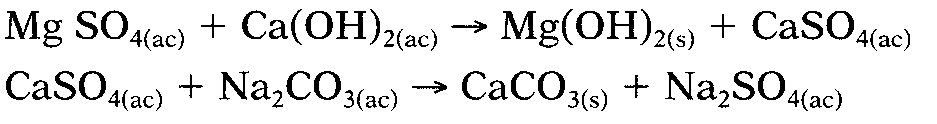 Mg SO₄(ac) + Ca(OH)₂(ac) → Mg(OH)₂(s) + CaSO₄(ac)
CaSO₄(ac) + Na₂CO₃(ac) → CaCO₃(s) + Na₂SO₄(ac)